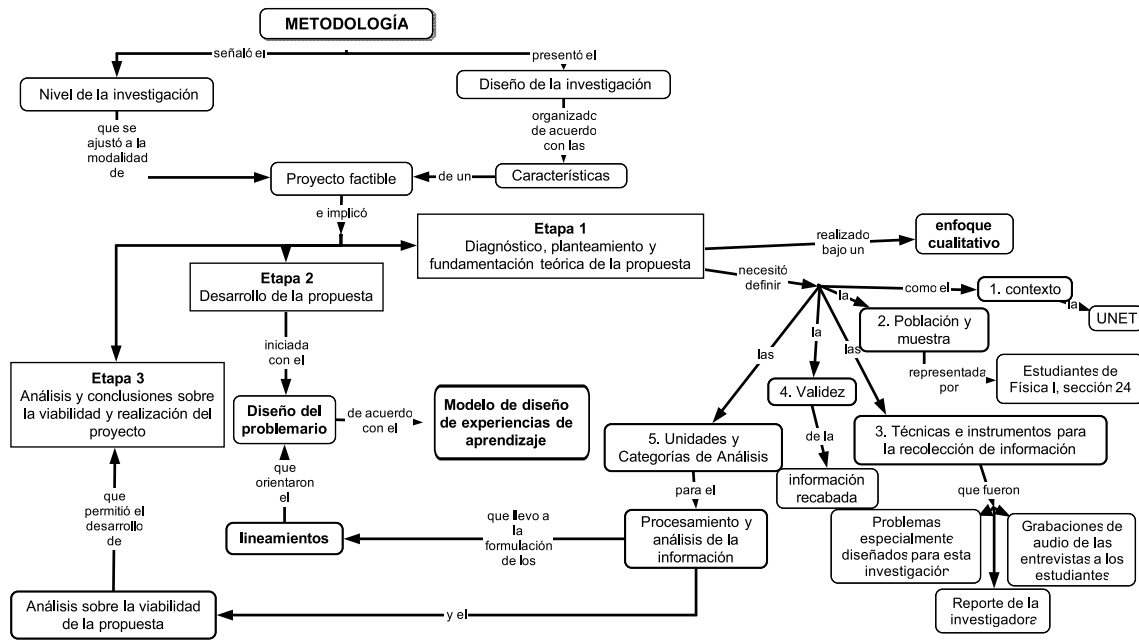 METODOLOGÍA
señaló el
presentó el
Nivel de la investigación
Diseño de la investigación
que se
ajustó a la
modalidad
de
organizado
de acuerdo
con las
Proyecto factible
de un
Características
e implicó
Etapa 1
Diagnóstico, planteamiento y
fundamentación teórica de la propuesta
realizado
bajo un
enfoque
cualitativo
Etapa 2
Desarrollo de la propuesta
necesitó
definir
como el
1. contexto
la
UNET
la
2. Población y
muestra
representada
por
Estudiantes de
Física I, sección 24
iniciada
con el
las
la
las
Etapa 3
Análisis y conclusiones sobre
la viabilidad y realización del
proyecto
Diseño del
problemario
de acuerdo
con el
Modelo de diseño
de experiencias de
aprendizaje
4. Validez
5. Unidades y
Categorías de Análisis
3. Técnicas e instrumentos para
la recolección de información
de la
información
recabada
que
orientaron
el
que
permitió el
desarrollo
de
para el
que fueron
lineamientos
que llevo a
la
formulación
de los
Procesamiento y
análisis de la
información
Problemas
especialmente
diseñados para esta
investigación
Grabaciones de
audio de las
entrevistas a los
estudiantes
Reporte de la
investigadora
Análisis sobre la viabilidad
de la propuesta
y el